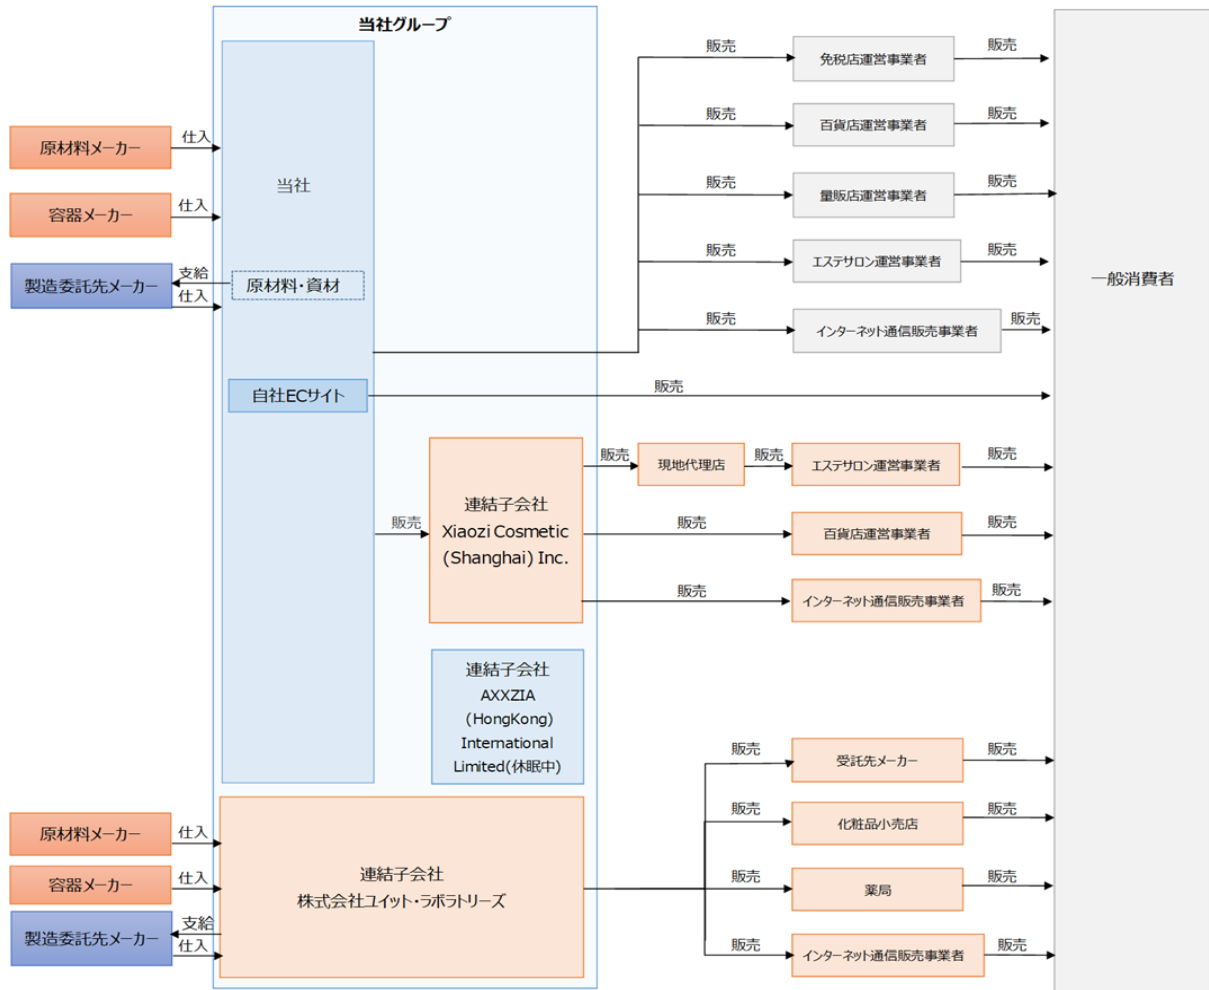 当社グループ
当社
原材料メーカー
仕入
容器メーカー
仕入
製造委託先メーカー
支給
仕入
原材料・資材
自社ECサイト
販売
販売
免税店運営事業者
販売
販売
百貨店運営事業者
販売
販売
量販店運営事業者
販売
販売
エステサロン運営事業者
販売
販売
インターネット通信販売事業者
販売
一般消費者
販売
連結子会社
Xiaozi Cosmetic
(Shanghai) Inc.
販売
現地代理店
販売
エステサロン運営事業者
販売
販売
百貨店運営事業者
販売
販売
インターネット通信販売事業者
販売
連結子会社
AXXZIA
(HongKong)
International
Limited(休眠中)
原材料メーカー
仕入
容器メーカー
仕入
製造委託先メーカー
支給
仕入
連結子会社
株式会社ユイット・ラボラトリーズ
販売
受託先メーカー
販売
販売
化粧品小売店
販売
販売
薬局
販売
販売
インターネット通信販売事業者
販売